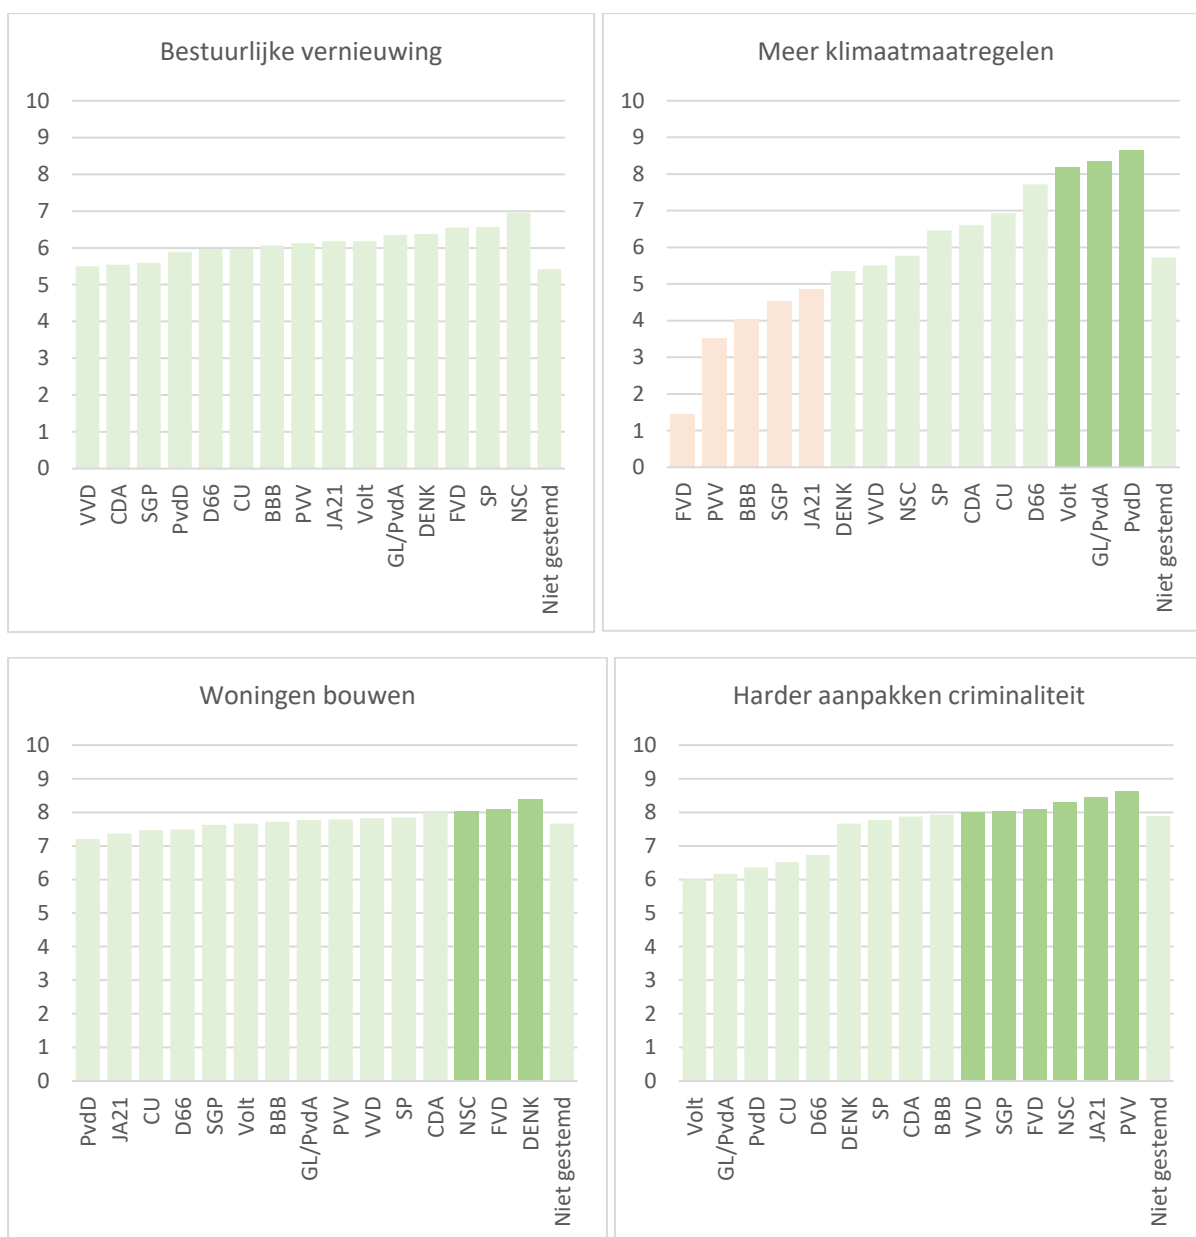 Bestuurlijke vernieuwing
10
9
8
7
6
5
4
3
2
1
0
VVD
CDA
SGP
PvdD
D66
CU
BBB
PVV
JA21
Volt
GL/PvdA
DENK
FVD
SP
NSC
Niet gestemd
Meer klimaatmaatregelen
10
9
8
7
6
5
4
3
2
1
0
FVD
PVV
BBB
SGP
JA21
DENK
VVD
NSC
SP
CDA
CU
D66
Volt
GL/PvdA
PvdD
Niet gestemd
Woningen bouwen
10
9
8
7
6
5
4
3
2
1
0
PvdD
JA21
CU
D66
SGP
Volt
BBB
GL/PvdA
PVV
VVD
SP
CDA
NSC
FVD
DENK
Niet gestemd
Harder aanpakken criminaliteit
10
9
8
7
6
5
4
3
2
1
0
Volt
GL/PvdA
PvdD
CU
D66
DENK
SP
CDA
BBB
VVD
SGP
FVD
NSC
JA21
PVV
Niet gestemd